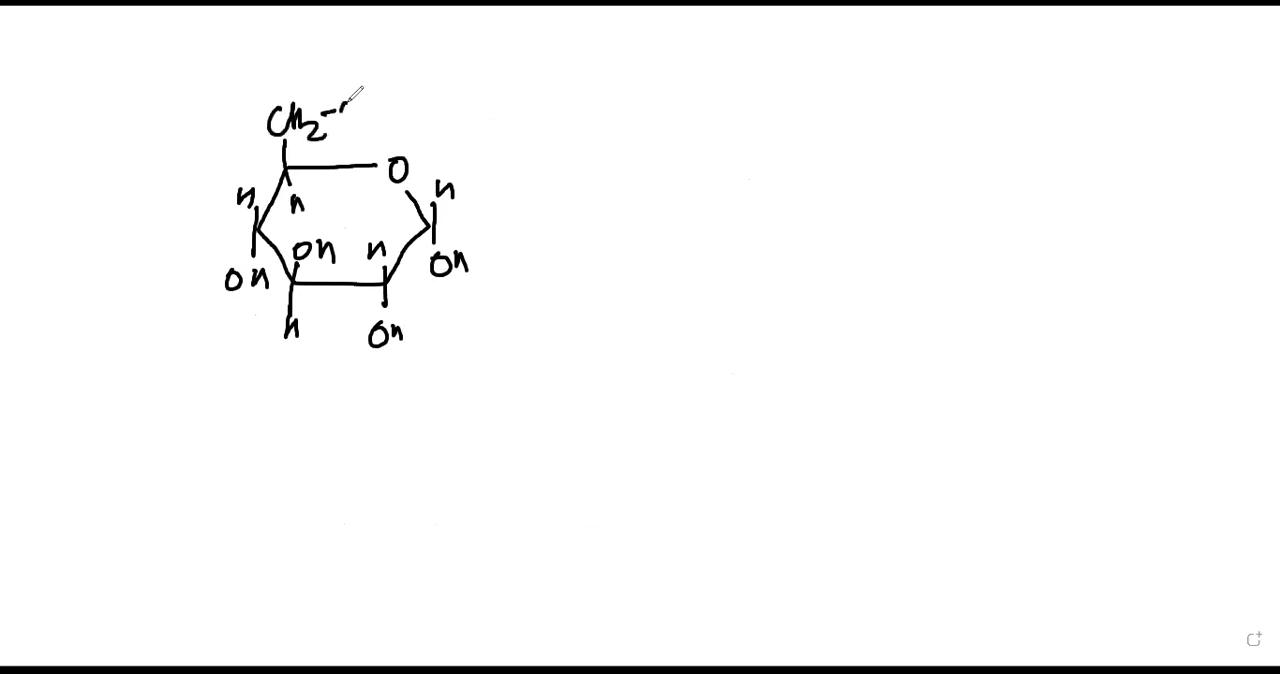 CH2-
O
H H H
OH H OH
OH
H OH